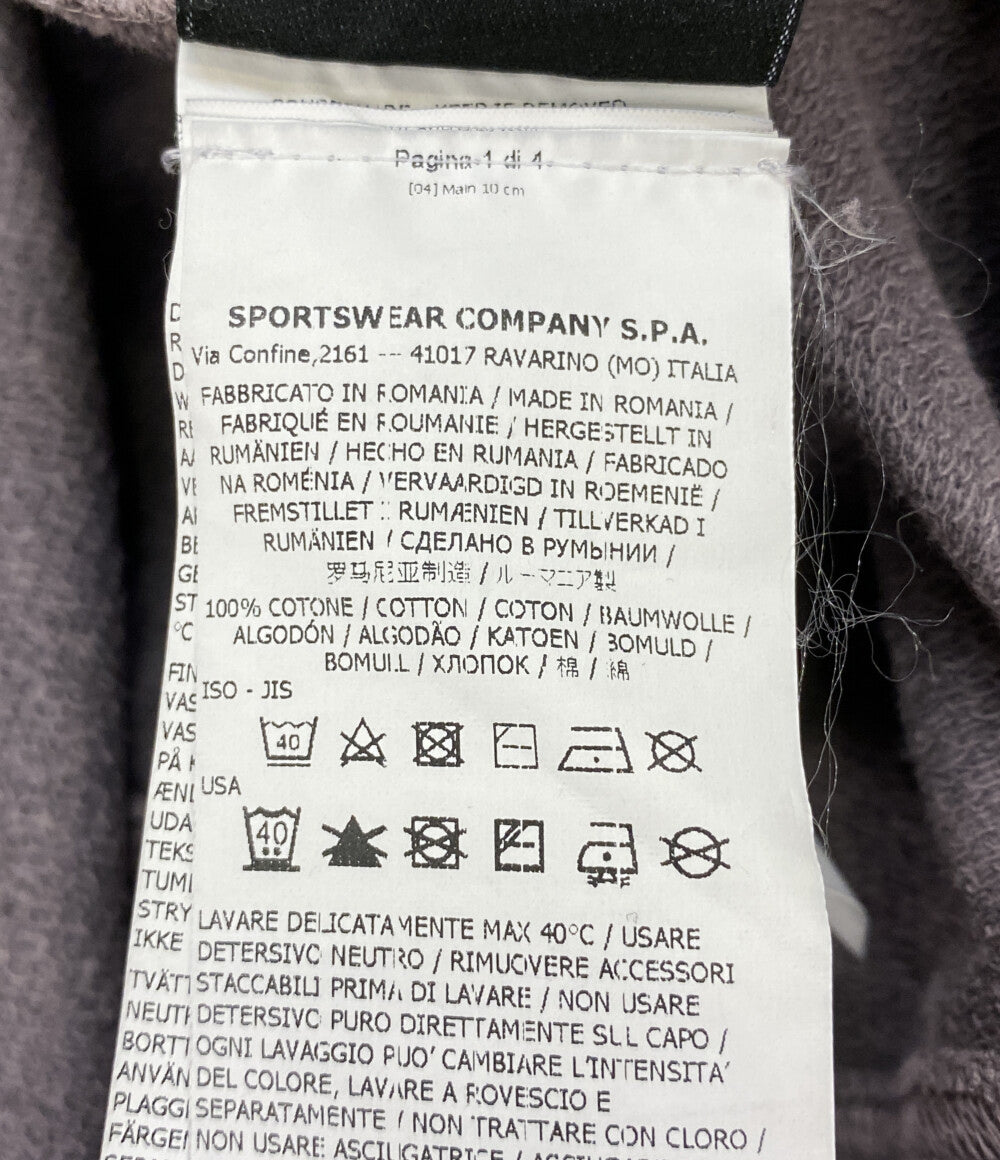 Pagina 1 di 4
[04] Main 10 cm
SPORTSWEAR COMPANY S.P.A.
Via Confine,2161 --- 41017 RAVARINO (MO) ITALIA
FABBRICATO IN ROMANIA / MADE IN ROMANIA /
FABRIQUÉ EN ROUMANIE / HERGESTELLT IN
RUMÄNIEN / HECHO EN RUMANIA / FABRICADO
NA ROMÉNIA / VERVAARDIGD IN ROEMENIË /
FREMSTILLET I RUMÆNIEN / TILLVERKAD I
RUMÄNIEN / СДЕЛАНО В РУМЫНИИ /
罗马尼亚制造 / ルーマニア製
100% COTONE / COTTON / COTON / BAUMWOLLE /
ALGODÓN / ALGODÃO / KATOEN / BOMULD /
BOMULL / ХЛОПОК / 棉 / 綿
ISO - JIS
40
USA
40
LAVARE DELICATAMENTE MAX 40°C / USARE
DETERSIVO NEUTRO / RIMUOVERE ACCESSORI
STACCABILI PRIMA DI LAVARE / NON USARE
DETERSIVO PURO DIRETTAMENTE SUL CAPO /
OGNI LAVAGGIO PUO' CAMBIARE L'INTENSITA'
DEL COLORE, LAVARE A ROVESCIO E
SEPARATAMENTE / NON TRATTARE CON CLORO /
NON USARE ASCIUGATRICE /